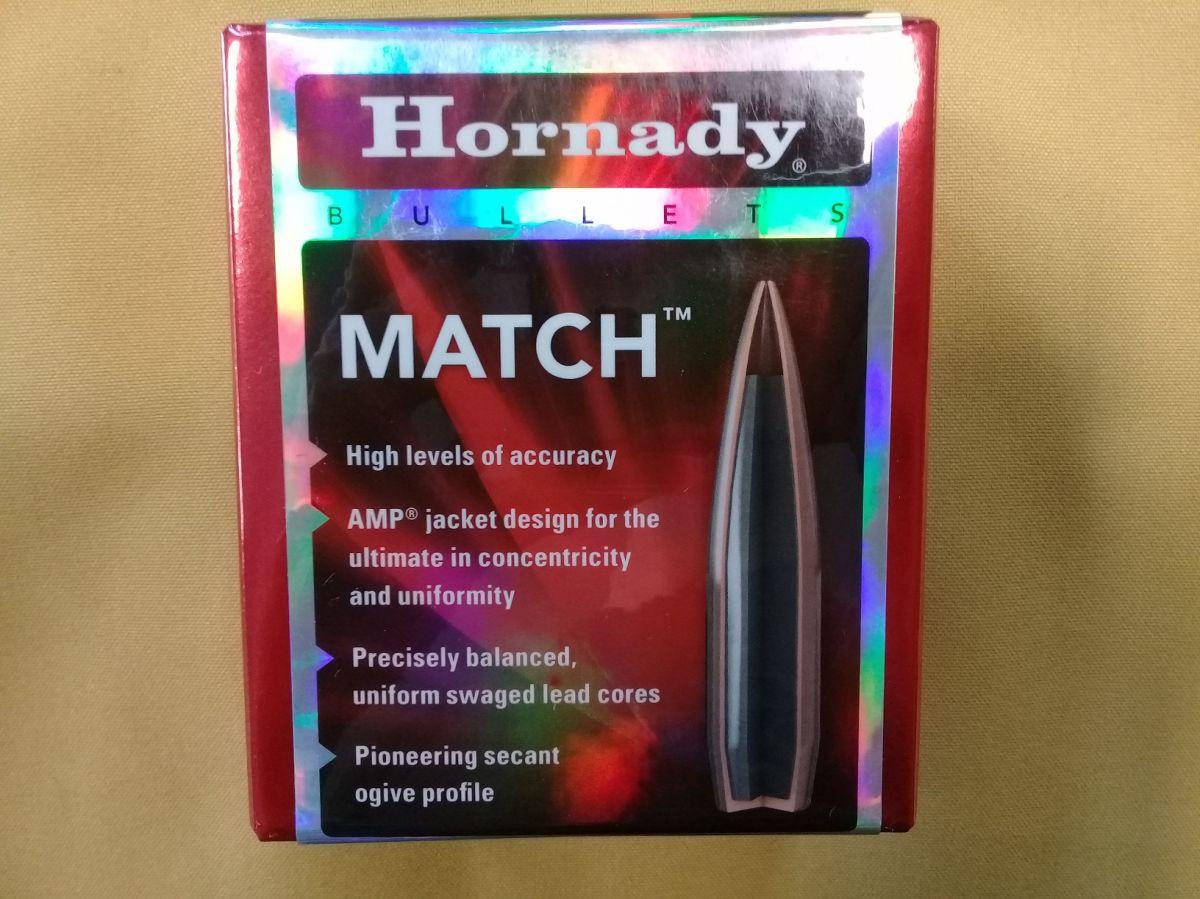 Hornady®
BULLETS
MATCH™
High levels of accuracy
AMP® jacket design for the
ultimate in concentricity
and uniformity
Precisely balanced,
uniform swaged lead cores
Pioneering secant
ogive profile